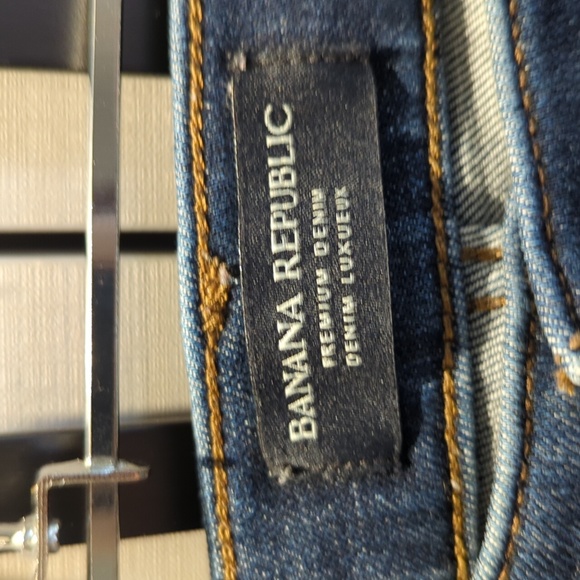 BANANA REPUBLIC
PREMIUM DENIM
DENIM LUXUEUX